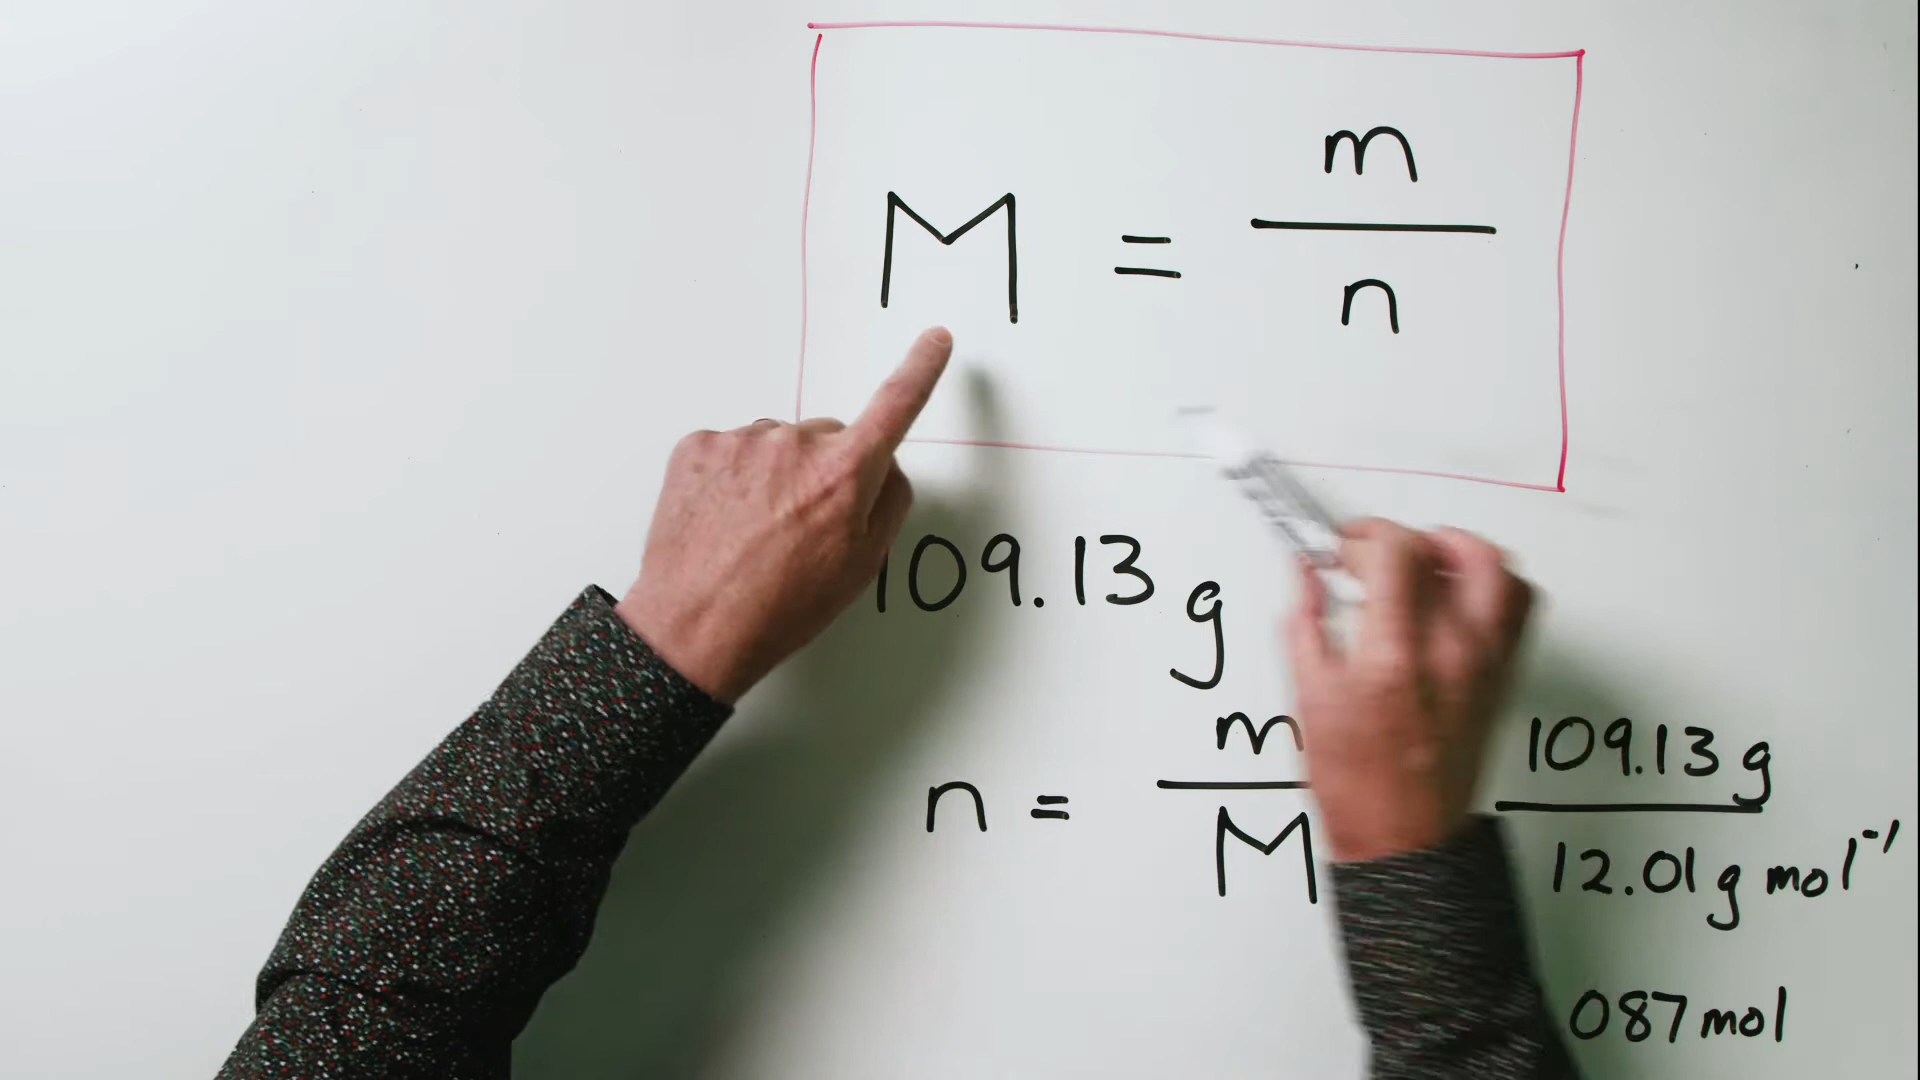 M = m/n
109.13 g
n = m/M 109.13 g/12.01 g mol⁻¹
087 mol